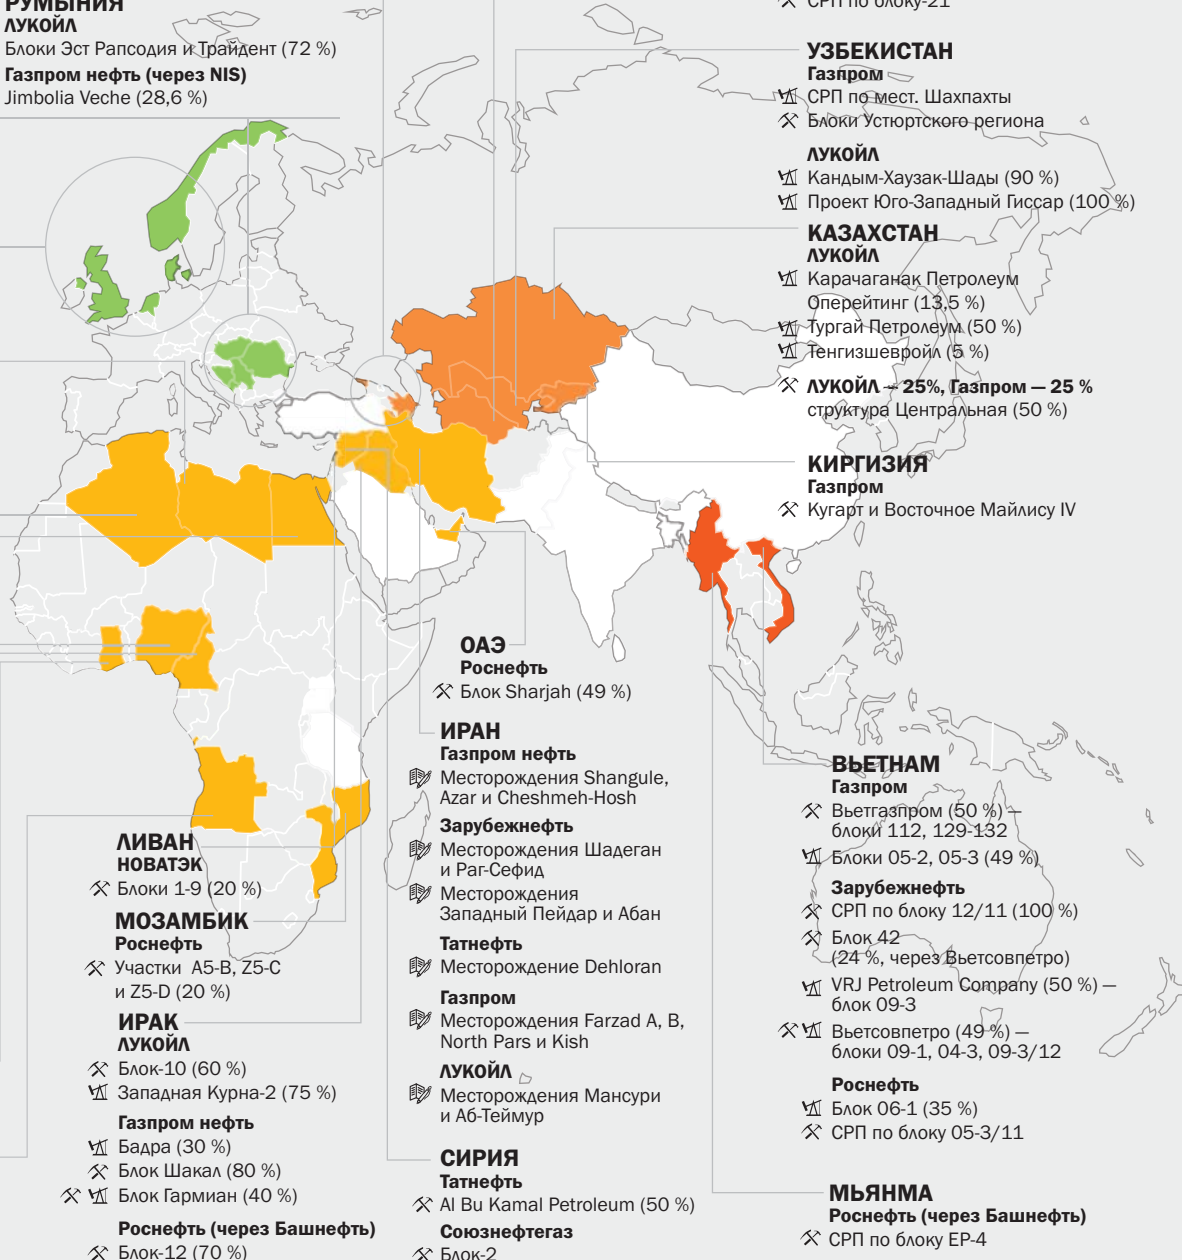 РУМЫНИЯ
ЛУКОЙЛ
Блоки Эст Рапсодия и Трайдент (72 %)
Газпром нефть (через NIS)
Jimbolia Veche (28,6 %)
СРП по блоку-21
УЗБЕКИСТАН
Газпром
СРП по мест. Шахпахты
Блоки Устюртского региона
ЛУКОЙЛ
Кандым-Хаузак-Шады (90 %)
Проект Юго-Западный Гиссар (100 %)
КАЗАХСТАН
ЛУКОЙЛ
Карачаганак Петролеум
Оперейтинг (13,5 %)
Тургай Петролеум (50 %)
Тенгизшевройл (5 %)
ЛУКОЙЛ — 25%, Газпром — 25 %
структура Центральная (50 %)
КИРГИЗИЯ
Газпром
Кугарт и Восточное Майлису IV
ОАЭ
Роснефть
Блок Sharjah (49 %)
ИРАН
Газпром нефть
Месторождения Shangule,
Azar и Cheshmeh-Hosh
Зарубежнефть
Месторождения Шадеган
и Раг-Сефид
Месторождения
Западный Пейдар и Абан
Татнефть
Месторождение Dehloran
Газпром
Месторождения Farzad A, B,
North Pars и Kish
ЛУКОЙЛ
Месторождения Мансури
и Аб-Теймур
СИРИЯ
Татнефть
Al Bu Kamal Petroleum (50 %)
Союзнефтегаз
Блок-2
ЛИВАН
НОВАТЭК
Блоки 1-9 (20 %)
МОЗАМБИК
Роснефть
Участки A5-B, Z5-C
и Z5-D (20 %)
ИРАК
ЛУКОЙЛ
Блок-10 (60 %)
Западная Курна-2 (75 %)
Газпром нефть
Бадра (30 %)
Блок Шакал (80 %)
Блок Гармиан (40 %)
Роснефть (через Башнефть)
Блок-12 (70 %)
ВЬЕТНАМ
Газпром
Вьетгазпром (50 %) —
блоки 112, 129-132
Блоки 05-2, 05-3 (49 %)
Зарубежнефть
СРП по блоку 12/11 (100 %)
Блок 42
(24 %, через Вьетсовпетро)
VRJ Petroleum Company (50 %) —
блок 09-3
Вьетсовпетро (49 %) —
блоки 09-1, 04-3, 09-3/12
Роснефть
Блок 06-1 (35 %)
СРП по блоку 05-3/11
МЬЯНМА
Роснефть (через Башнефть)
СРП по блоку EP-4